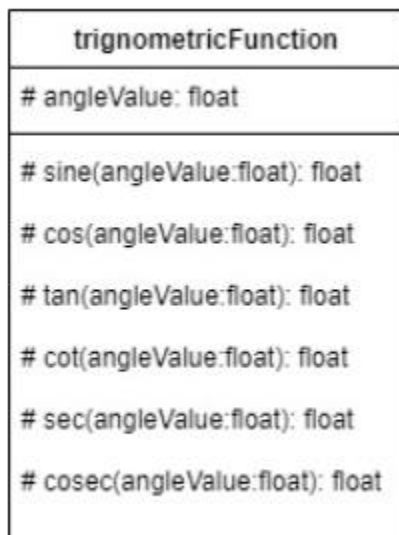 trignometricFunction
# angleValue: float
# sine(angleValue:float): float
# cos(angleValue:float): float
# tan(angleValue:float): float
# cot(angleValue:float): float
# sec(angleValue:float): float
# cosec(angleValue:float): float